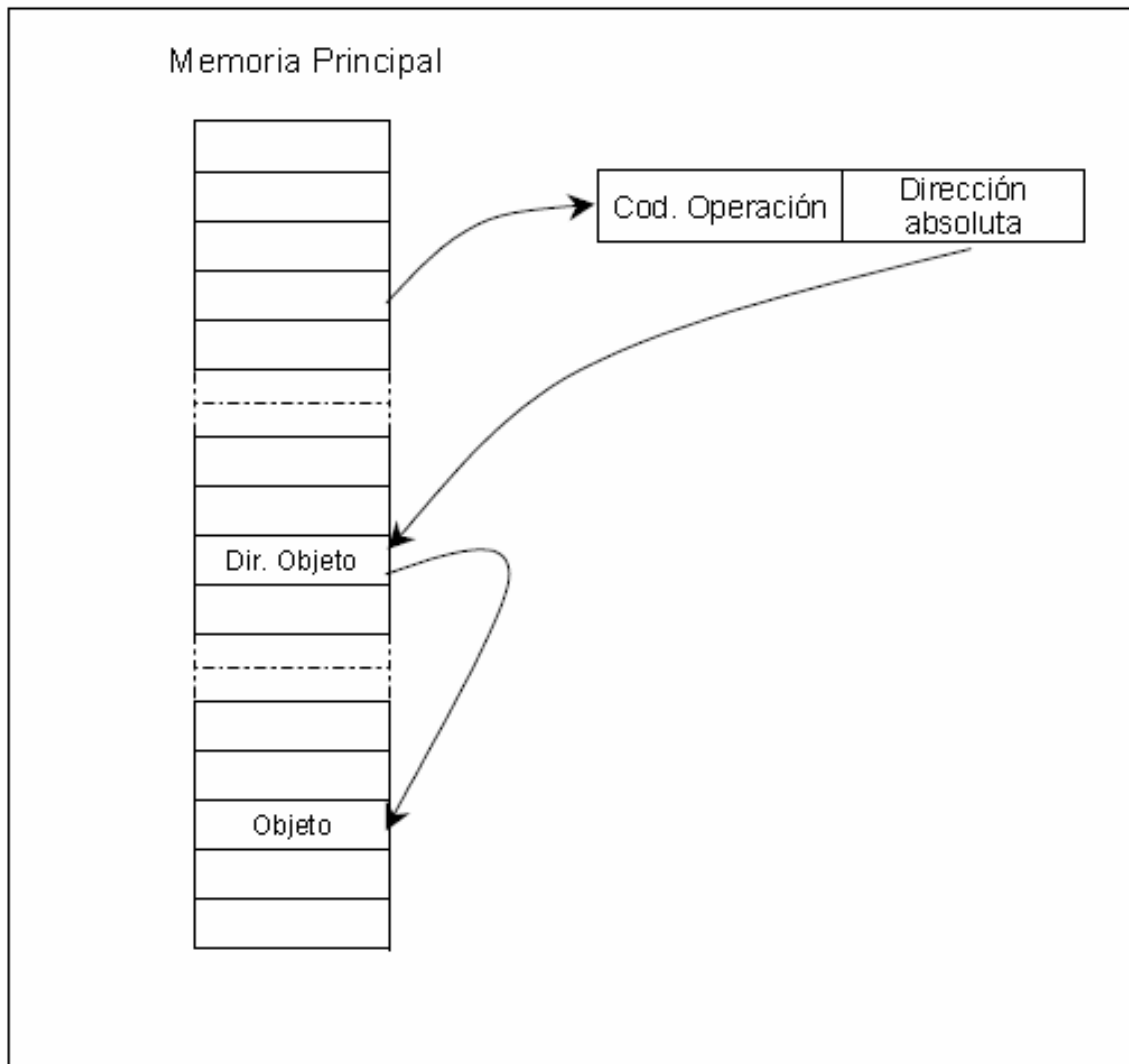 Memoria Principal
Cod. Operación
Dirección
absoluta
Dir. Objeto
Objeto